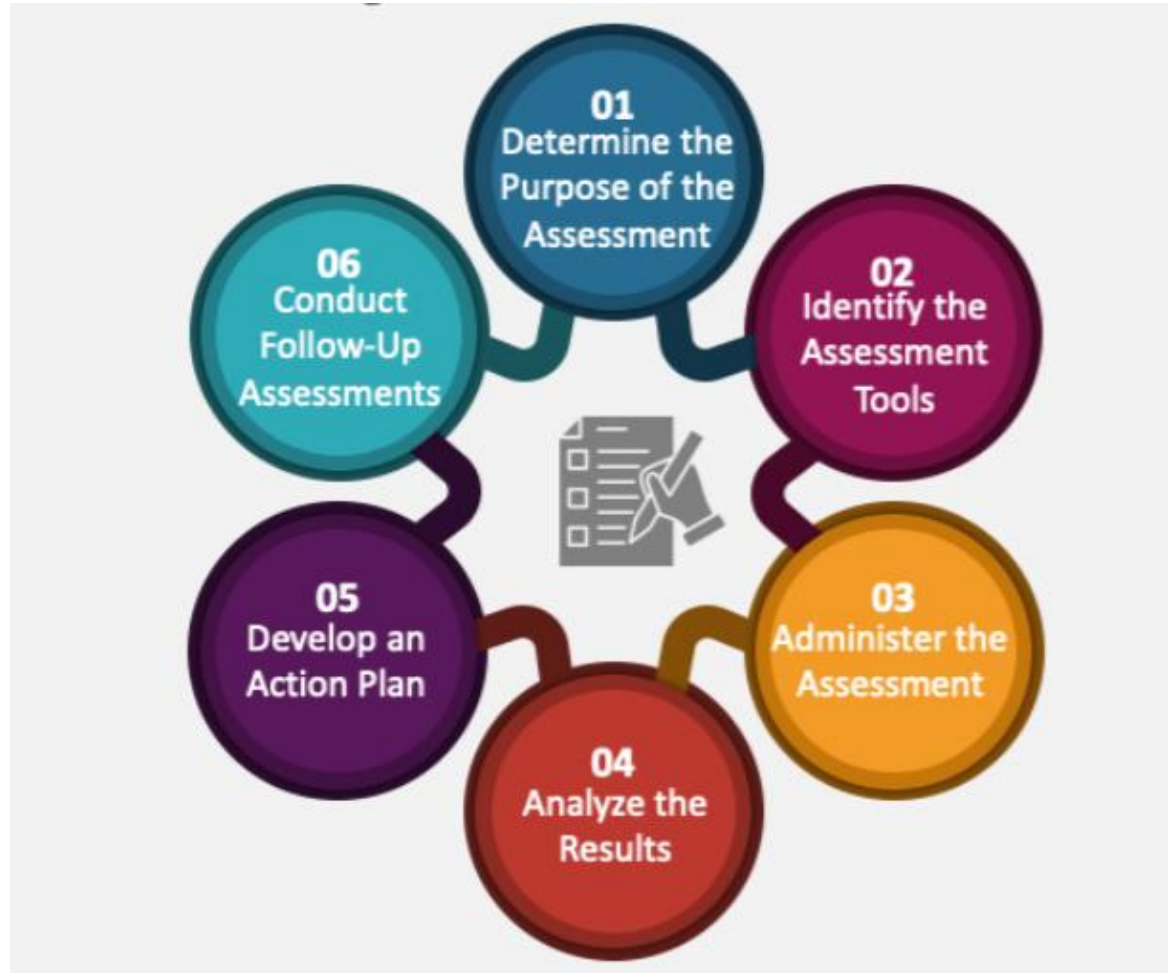 01
Determine the
Purpose of the
Assessment
02
Identify the
Assessment
Tools
03
Administer the
Assessment
04
Analyze the
Results
05
Develop an
Action Plan
06
Conduct
Follow-Up
Assessments